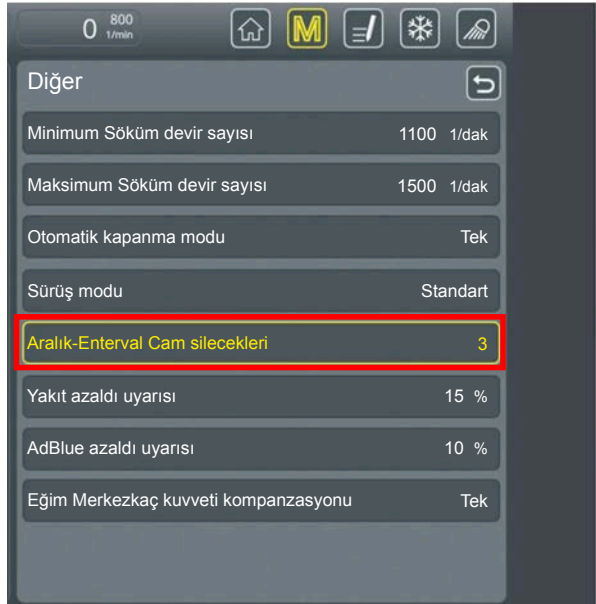 0 800 1/min
M
Diğer
Minimum Söküm devir sayısı 1100 1/dak
Maksimum Söküm devir sayısı 1500 1/dak
Otomatik kapanma modu Tek
Sürüş modu Standart
Aralık-Enterval Cam silecekleri 3
Yakıt azaldı uyarısı 15 %
AdBlue azaldı uyarısı 10 %
Eğim Merkezkaç kuvveti kompanzasyonu Tek